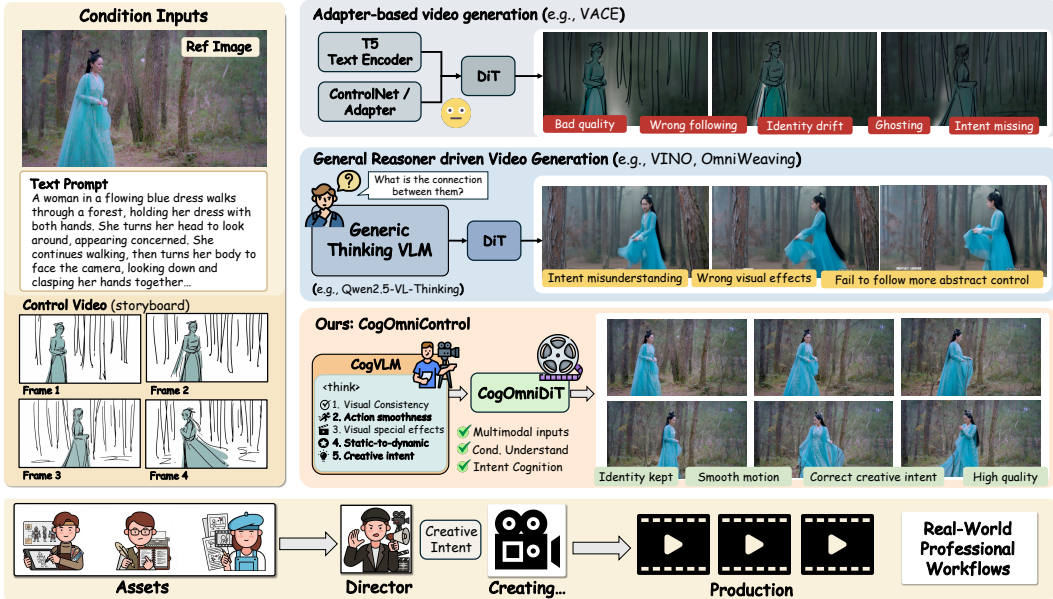 Condition Inputs
Ref Image
Text Prompt
A woman in a flowing blue dress walks
through a forest, holding her dress with
both hands. She turns her head to look
around, appearing concerned. She
continues walking, then turns her body to
face the camera, looking down and
clasping her hands together...
Control Video (storyboard)
Frame 1
Frame 2
Frame 3
Frame 4
Adapter-based video generation (e.g., VACE)
T5
Text Encoder
ControlNet /
Adapter
DiT
Bad quality
Wrong following
Identity drift
Ghosting
Intent missing
General Reasoner driven Video Generation (e.g., VINO, OmniWeaving)
?
What is the connection
between them?
Generic
Thinking VLM
DiT
(e.g., Qwen2.5-VL-Thinking)
Intent misunderstanding
Wrong visual effects
Fail to follow more abstract control
Ours: CogOmniControl
CogVLM
<think>
1. Visual Consistency
2. Action smoothness
3. Visual special effects
4. Static-to-dynamic
5. Creative intent
CogOmniDiT
Multimodal inputs
Cond. Understand
Intent Cognition
Identity kept
Smooth motion
Correct creative intent
High quality
Assets
Director
Creative
Intent
Creating...
Production
Real-World
Professional
Workflows